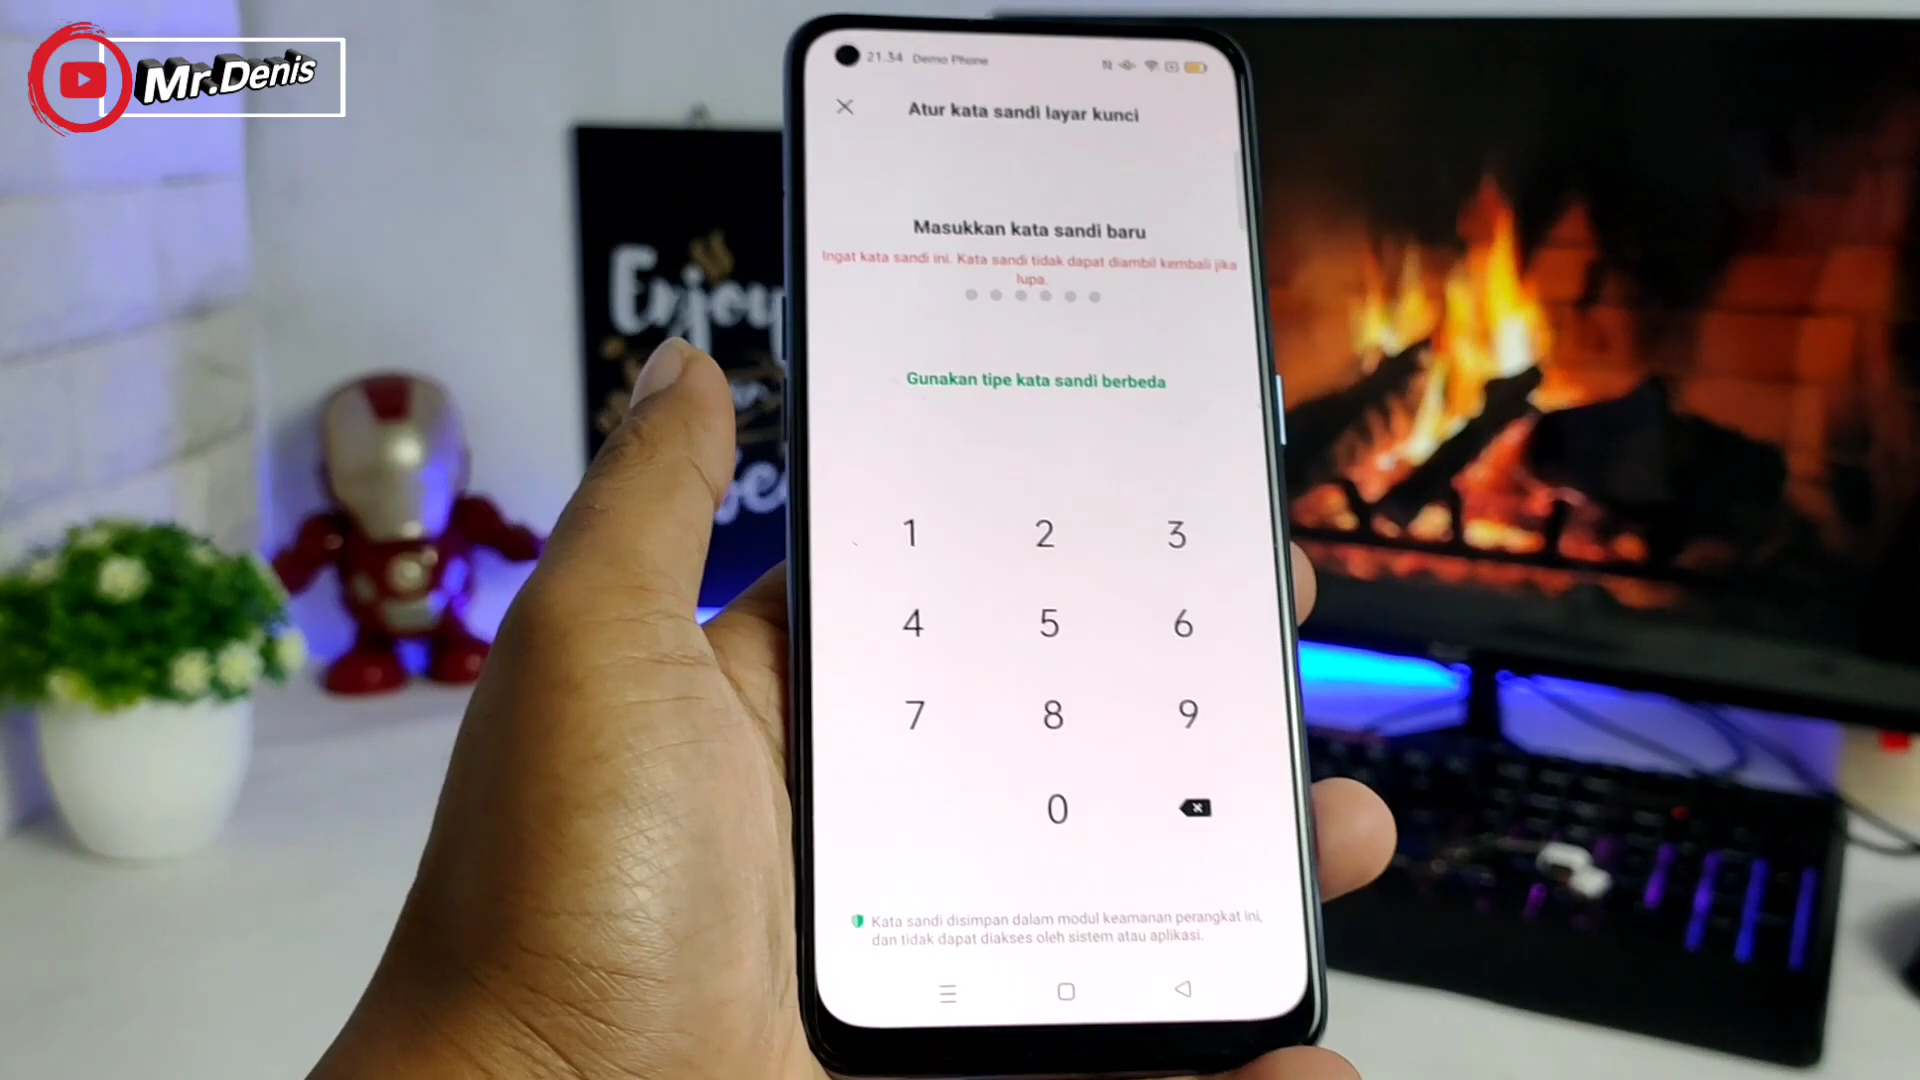 Mr.Denis
21.34 Demo Phone
Atur kata sandi layar kunci
Masukkan kata sandi baru
Ingat kata sandi ini. Kata sandi tidak dapat diambil kembali jika
lupa.
Gunakan tipe kata sandi berbeda
1 2 3
4 5 6
7 8 9
0
Kata sandi disimpan dalam modul keamanan perangkat ini,
dan tidak dapat diakses oleh sistem atau aplikasi.
Enjoy